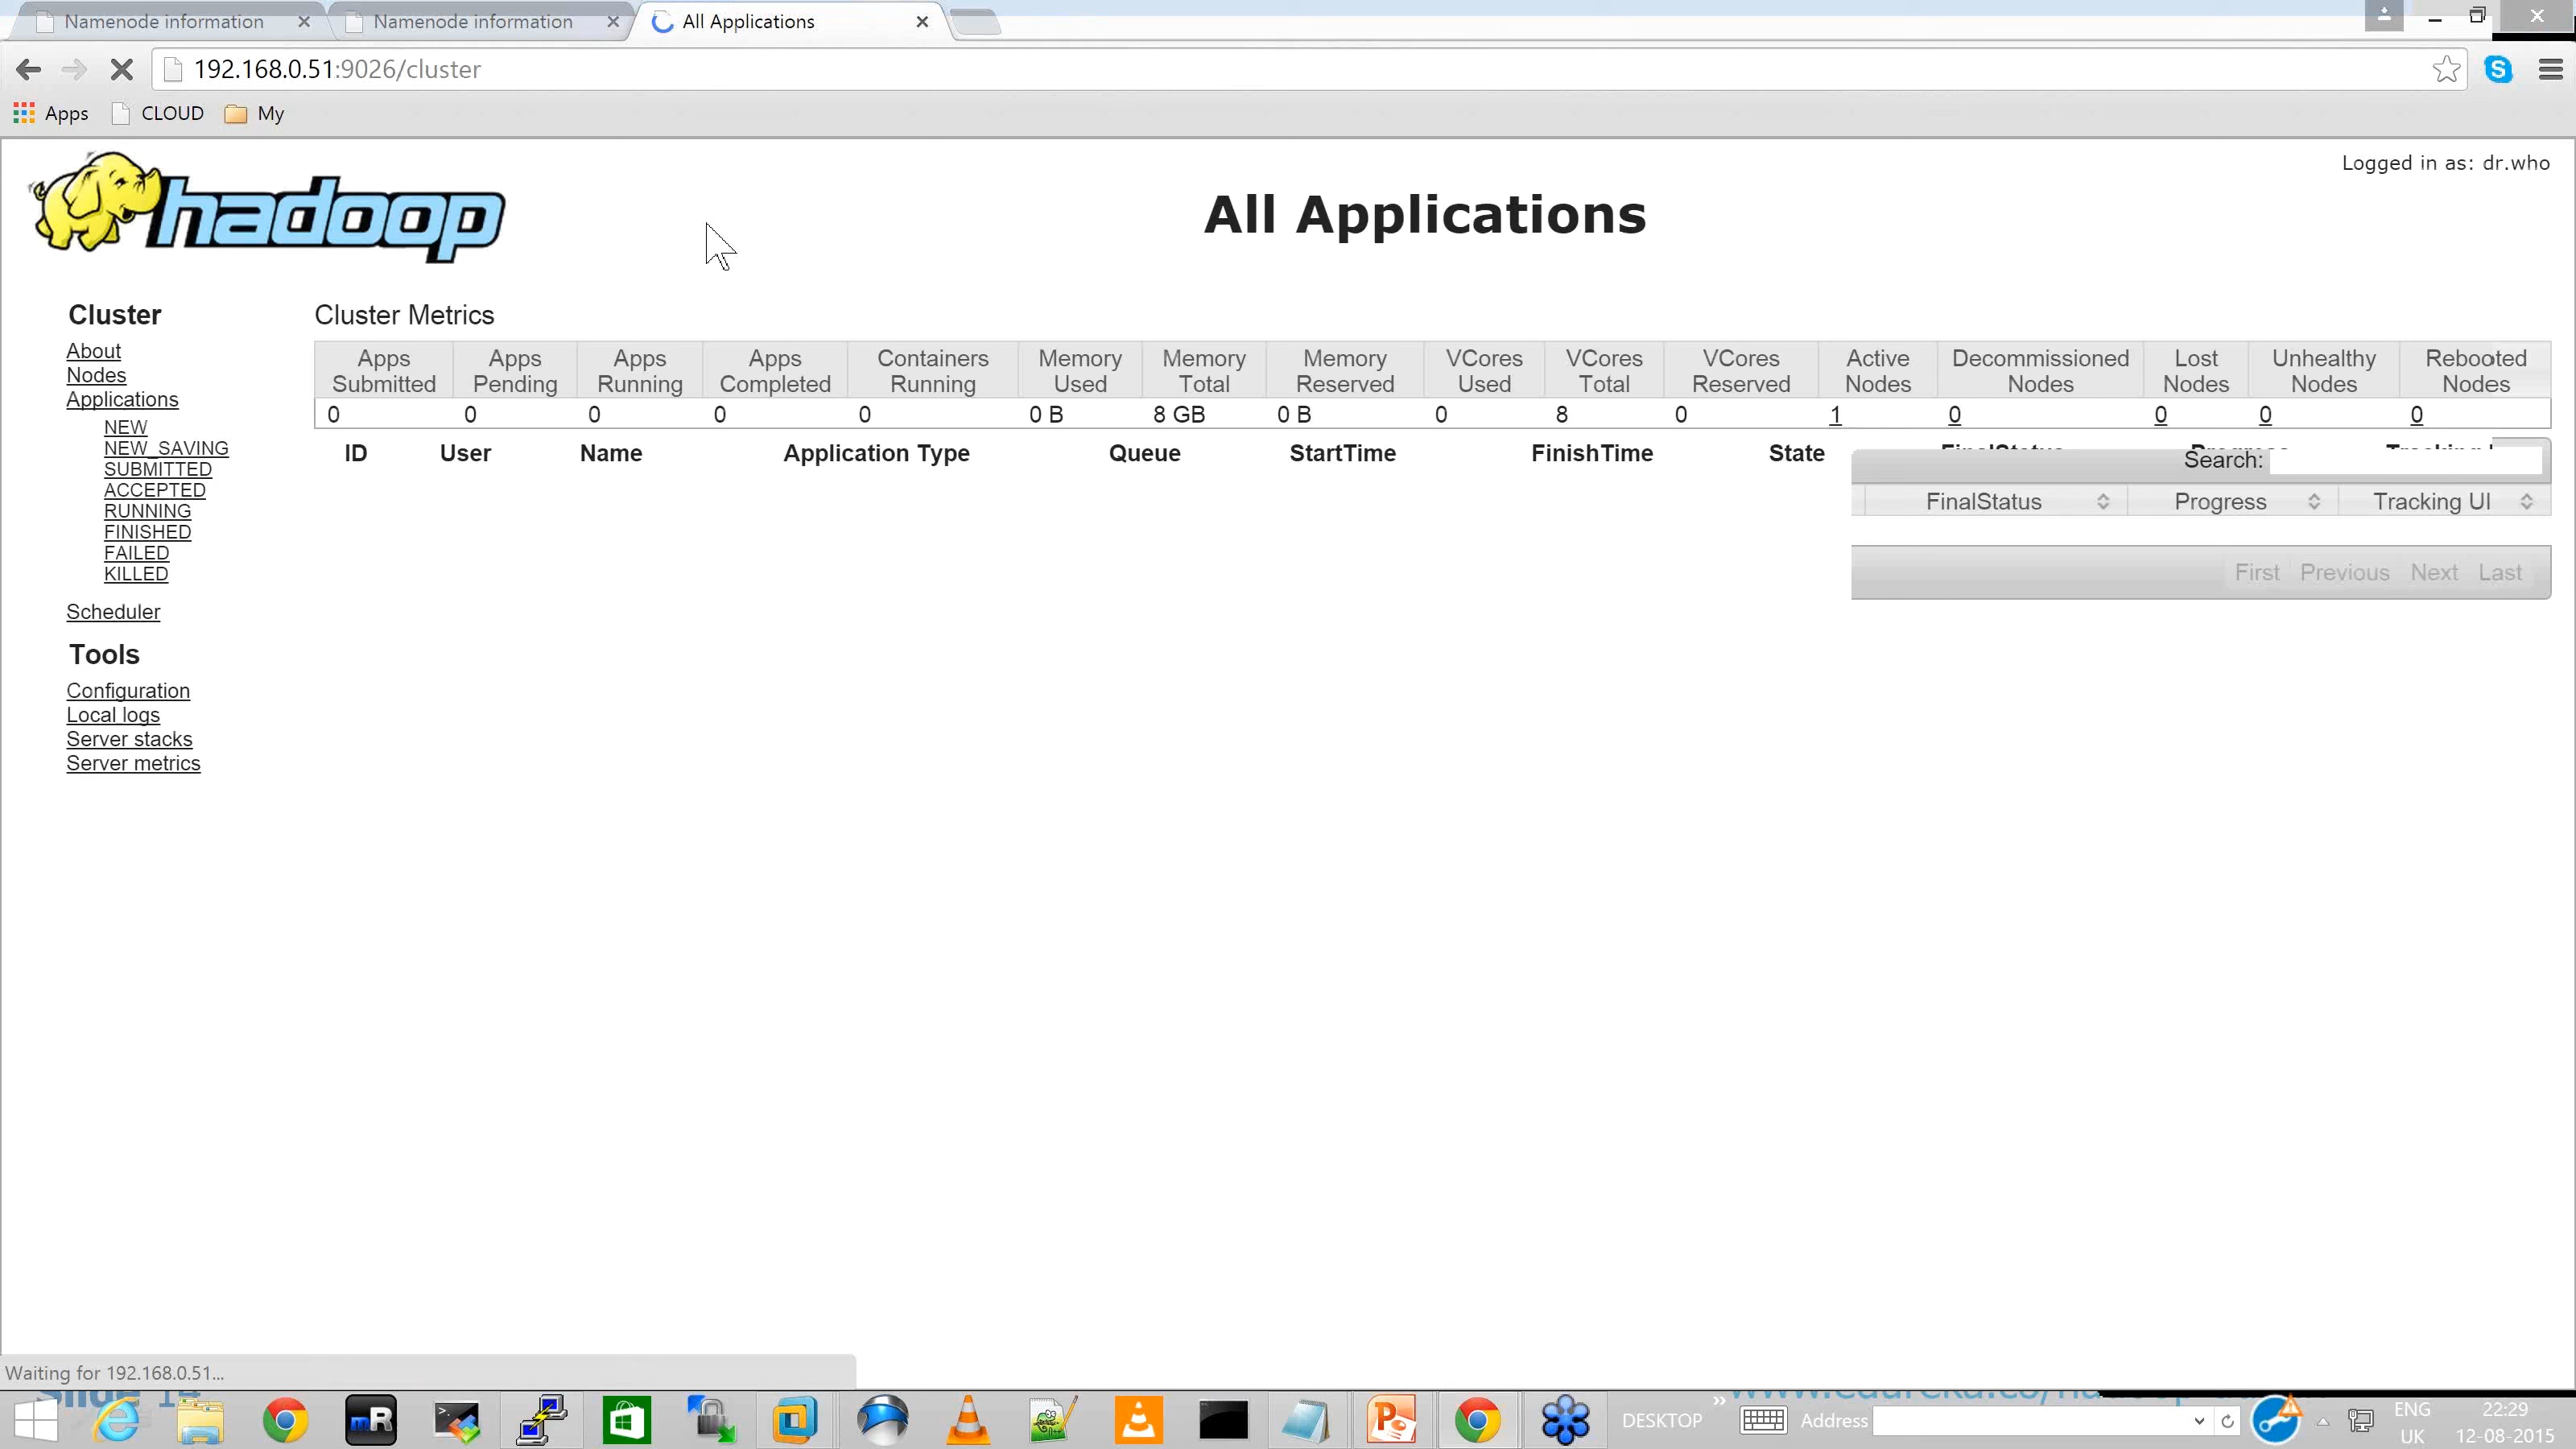 Namenode information
Namenode information
All Applications
192.168.0.51:9026/cluster
Apps CLOUD My
hadoop
Logged in as: dr.who
All Applications
Cluster
About
Nodes
Applications
NEW
NEW_SAVING
SUBMITTED
ACCEPTED
RUNNING
FINISHED
FAILED
KILLED
Scheduler
Tools
Configuration
Local logs
Server stacks
Server metrics
Cluster Metrics
Apps Submitted Apps Pending Apps Running Apps Completed Containers Running Memory Used Memory Total Memory Reserved VCores Used VCores Total VCores Reserved Active Nodes Decommissioned Nodes Lost Nodes Unhealthy Nodes Rebooted Nodes
0 0 0 0 0 0 B 8 GB 0 B 0 8 0 1 0 0 0 0
ID User Name Application Type Queue StartTime FinishTime State
Search:
FinalStatus Progress Tracking UI
First Previous Next Last
Waiting for 192.168.0.51...
Slide 14
mR
DESKTOP
Address
ENG
UK
22:29
12-08-2015